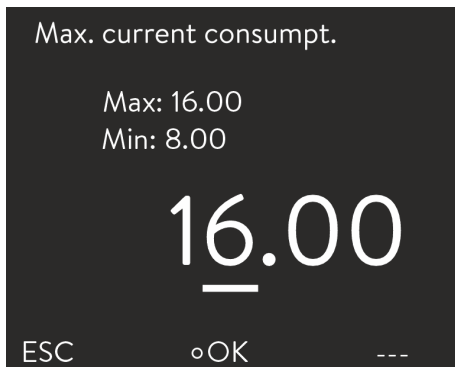 Max. current consumpt.
Max: 16.00
Min: 8.00
16.00
ESC ○OK ---